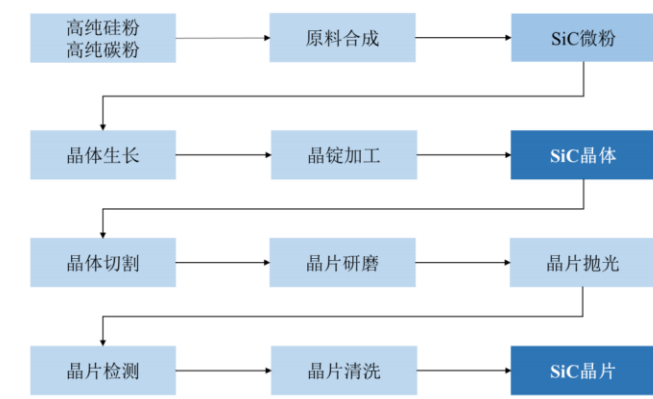 高纯硅粉
高纯碳粉
原料合成
SiC微粉
晶体生长
晶锭加工
SiC晶体
晶体切割
晶片研磨
晶片抛光
晶片检测
晶片清洗
SiC晶片